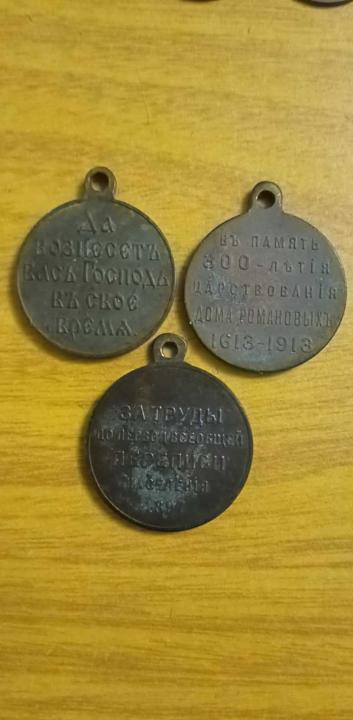 ДА
ВОЗНЕСЕТЪ
ВАСЪ ГОСПОДЬ
ВЪ СВОЕ
ВРЕМЯ.
ВЪ ПАМЯТЬ
300-ЛѢТІЯ
ЦАРСТВОВАНІЯ
ДОМА РОМАНОВЫХЪ
1613-1913
ЗА ТРУДЫ
ПО ПЕРВОЙ ВСЕОБЩЕЙ
ПЕРЕПИСИ
НАСЕЛЕНІЯ